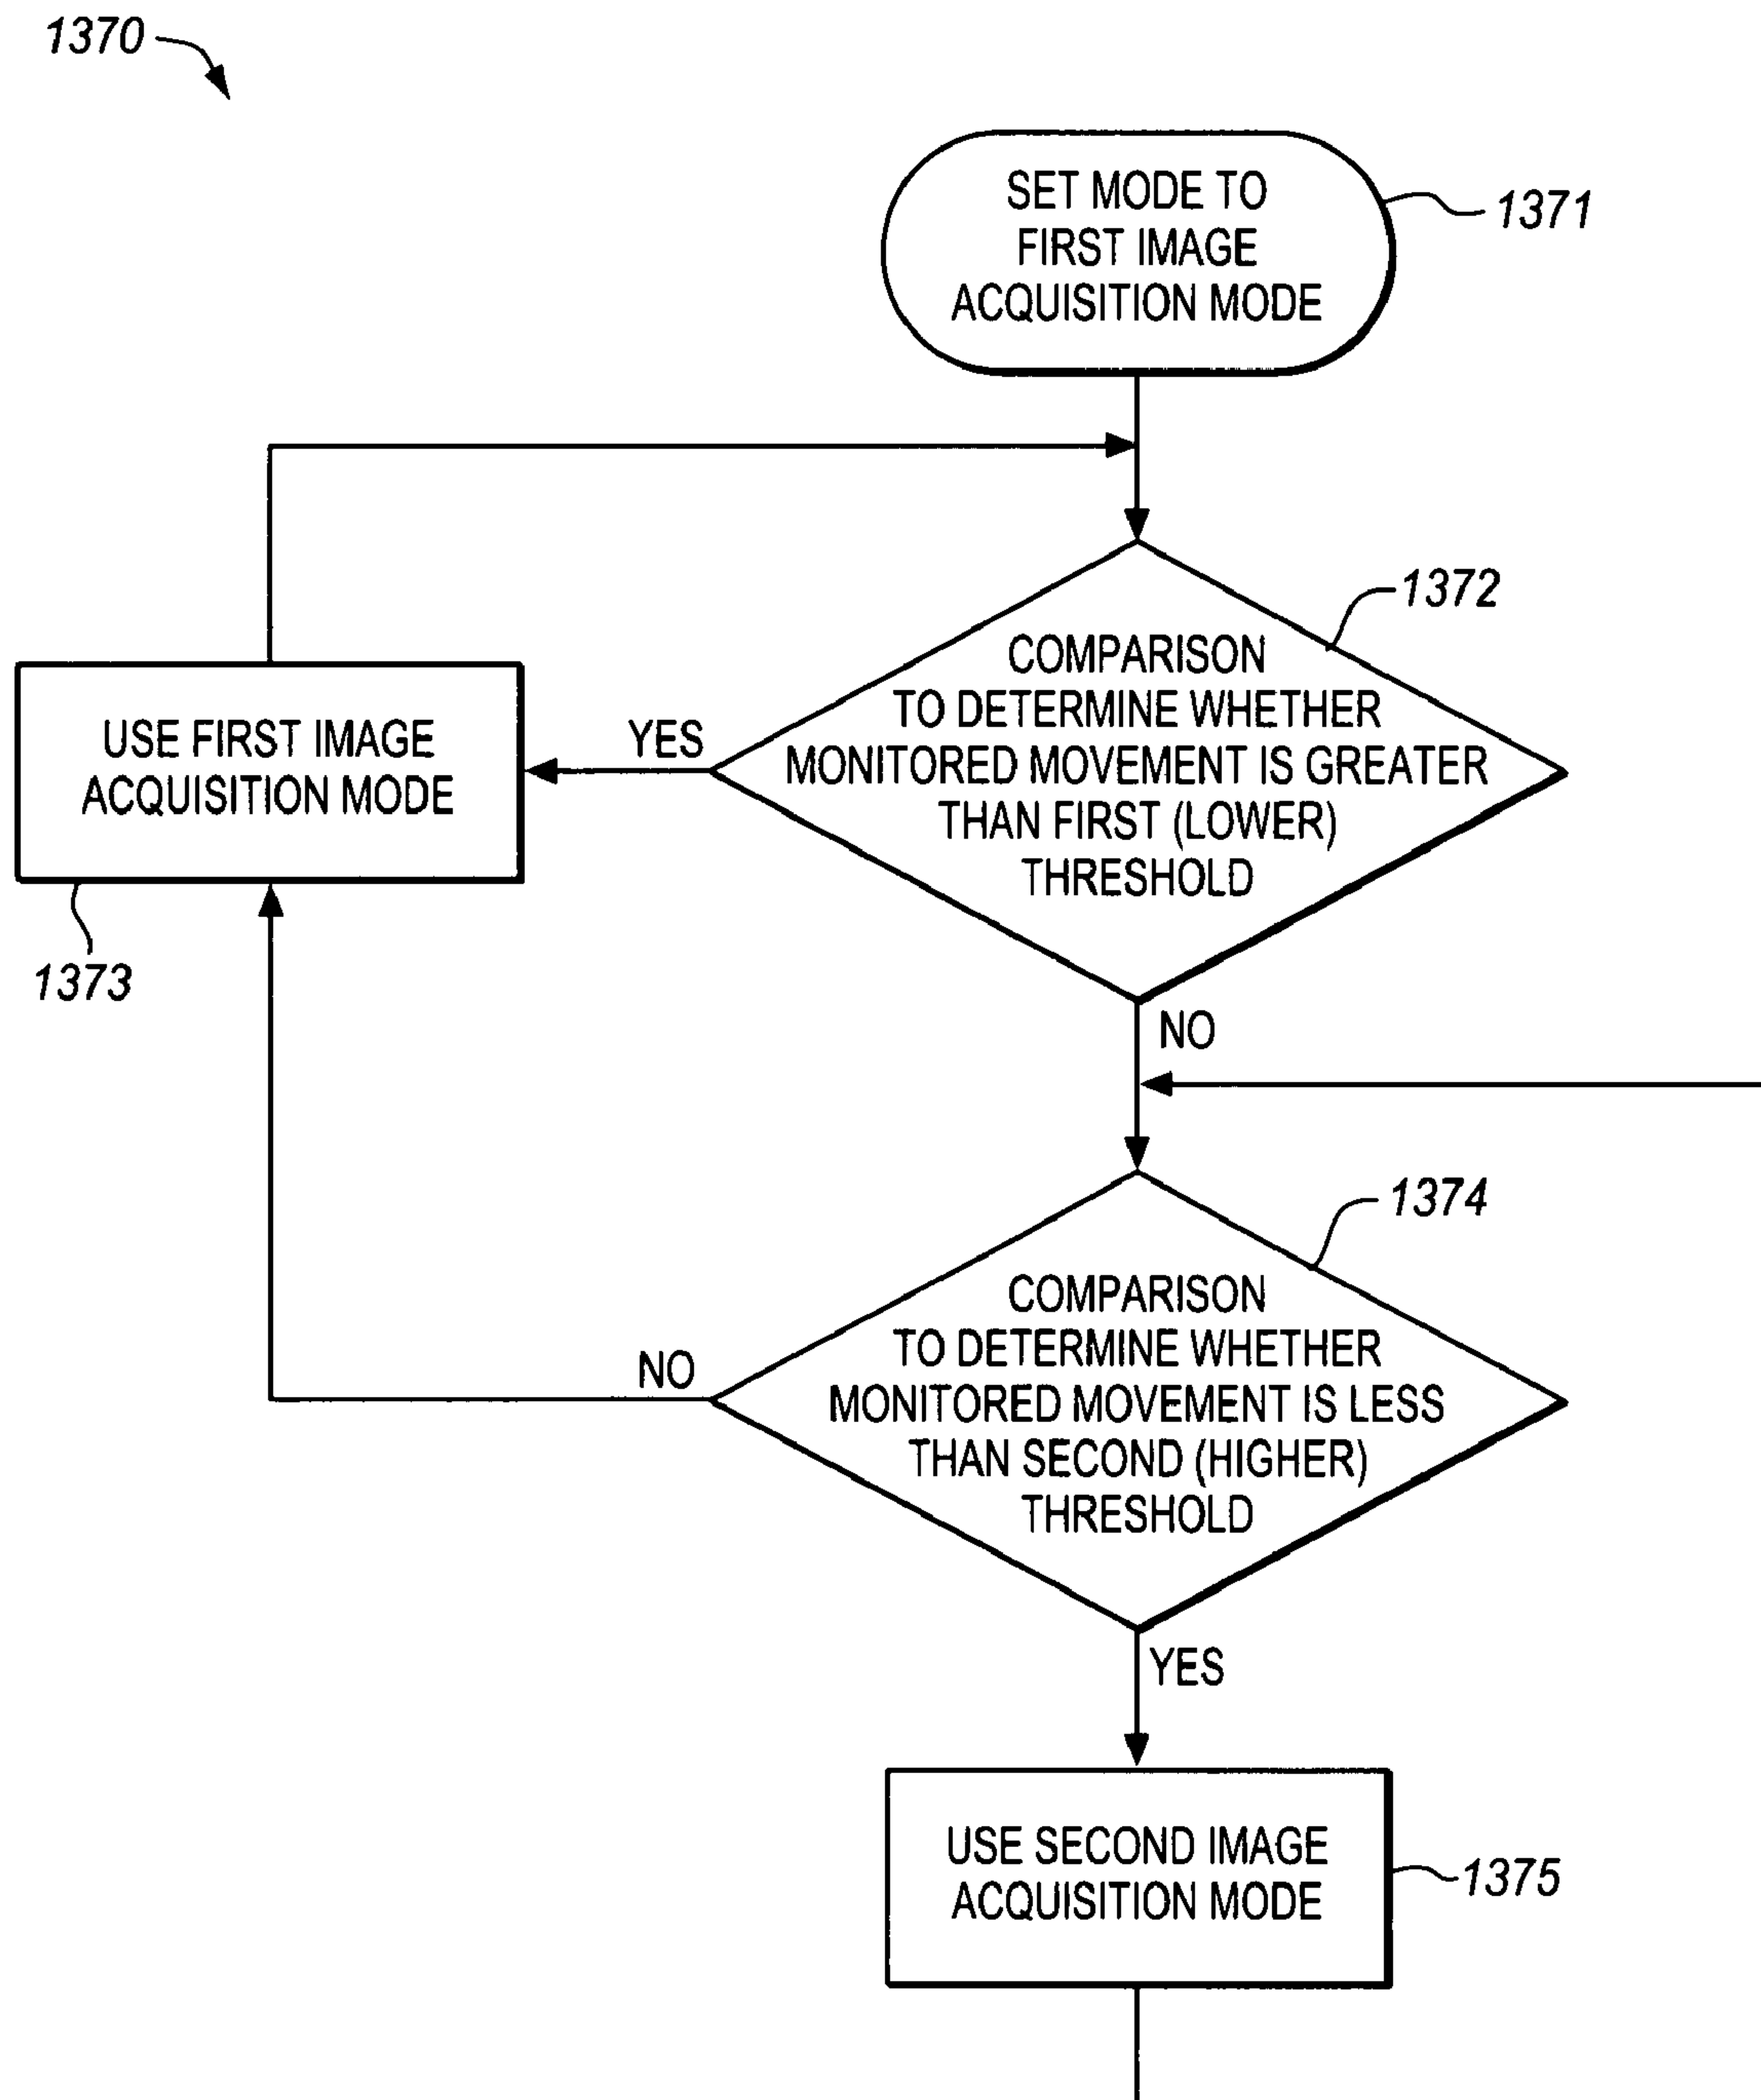 1370
SET MODE TO
FIRST IMAGE
ACQUISITION MODE
1371
1372
COMPARISON
TO DETERMINE WHETHER
MONITORED MOVEMENT IS GREATER
THAN FIRST (LOWER)
THRESHOLD
YES
USE FIRST IMAGE
ACQUISITION MODE
1373
NO
1374
COMPARISON
TO DETERMINE WHETHER
MONITORED MOVEMENT IS LESS
THAN SECOND (HIGHER)
THRESHOLD
NO
YES
USE SECOND IMAGE
ACQUISITION MODE
1375